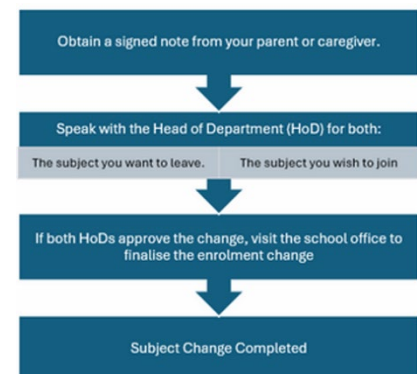 Obtain a signed note from your parent or caregiver.
Speak with the Head of Department (HoD) for both:
The subject you want to leave.
The subject you wish to join
If both HoDs approve the change, visit the school office to
finalise the enrolment change
Subject Change Completed